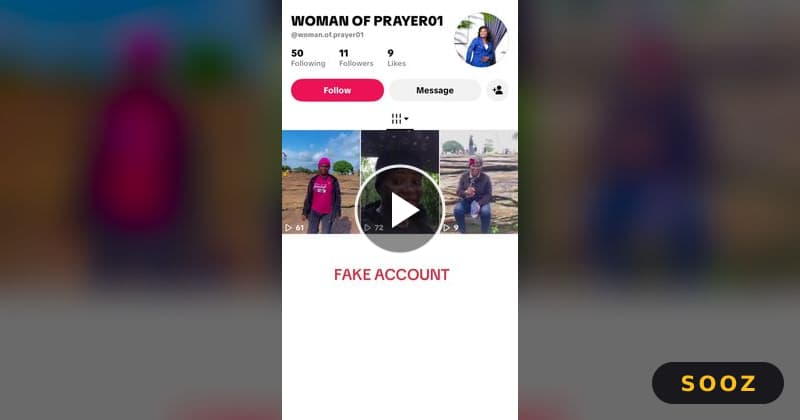 WOMAN OF PRAYER01
@woman.of.prayer01
50 11 9
Following Followers Likes
Follow Message
61 72 9
FAKE ACCOUNT
SOOZ